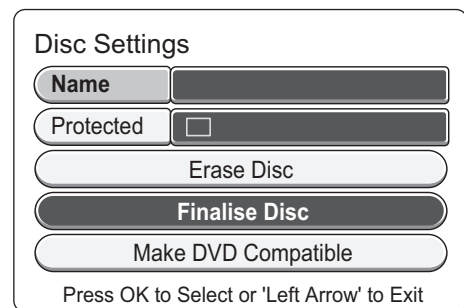 Disc Settings
Name
Protected
Erase Disc
Finalise Disc
Make DVD Compatible
Press OK to Select or 'Left Arrow' to Exit